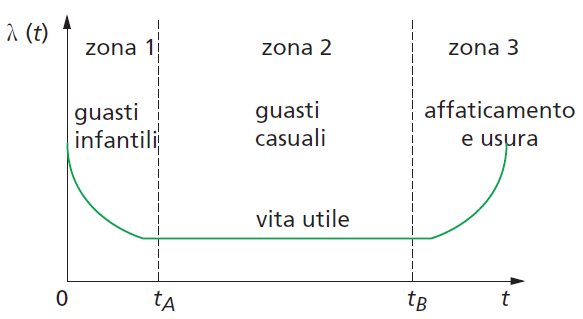 λ (t)
zona 1
zona 2
zona 3
guasti
infantili
guasti
casuali
affaticamento
e usura
vita utile
0
tA
tB
t